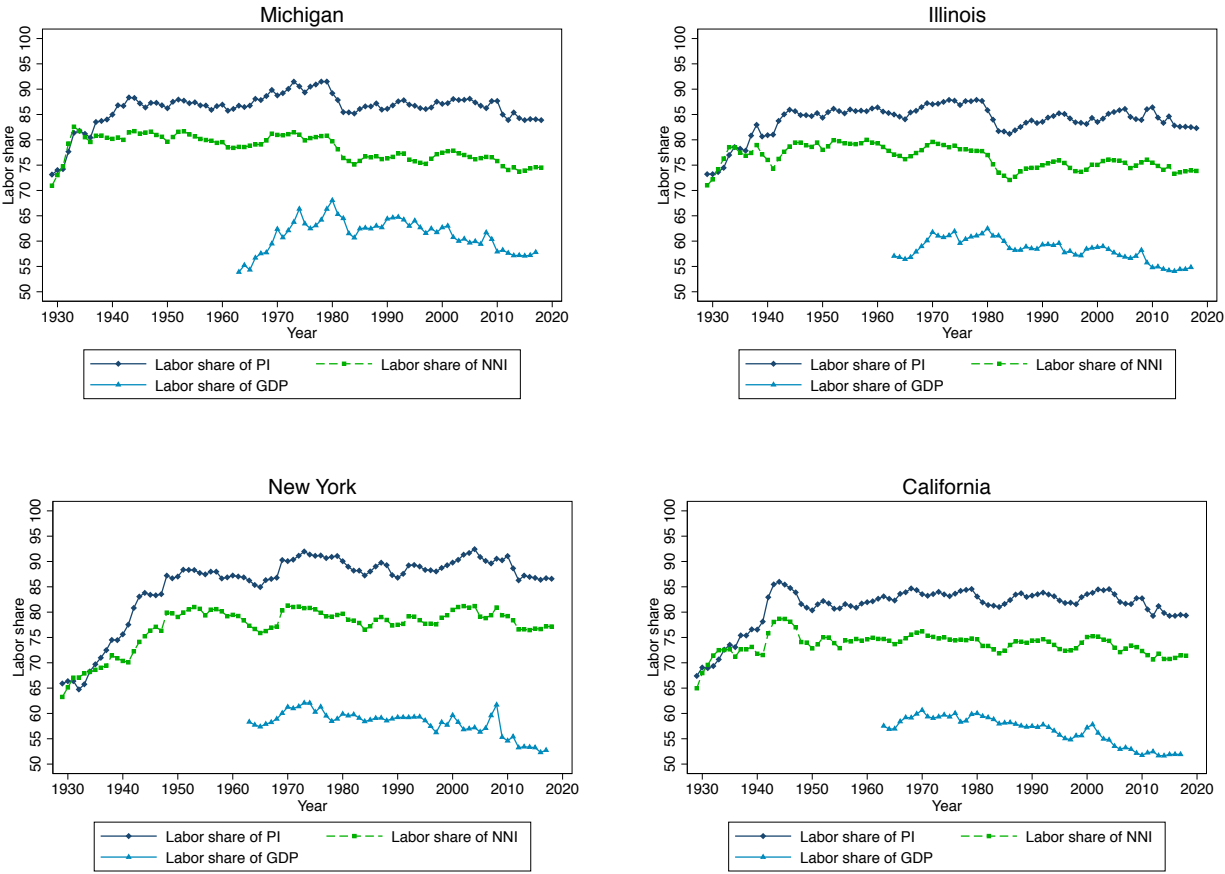 Michigan
Labor share
50 55 60 65 70 75 80 85 90 95 100
1930 1940 1950 1960 1970 1980 1990 2000 2010 2020
Year
Labor share of PI
Labor share of NNI
Labor share of GDP
Illinois
Labor share
50 55 60 65 70 75 80 85 90 95 100
1930 1940 1950 1960 1970 1980 1990 2000 2010 2020
Year
Labor share of PI
Labor share of NNI
Labor share of GDP
New York
Labor share
50 55 60 65 70 75 80 85 90 95 100
1930 1940 1950 1960 1970 1980 1990 2000 2010 2020
Year
Labor share of PI
Labor share of NNI
Labor share of GDP
California
Labor share
50 55 60 65 70 75 80 85 90 95 100
1930 1940 1950 1960 1970 1980 1990 2000 2010 2020
Year
Labor share of PI
Labor share of NNI
Labor share of GDP